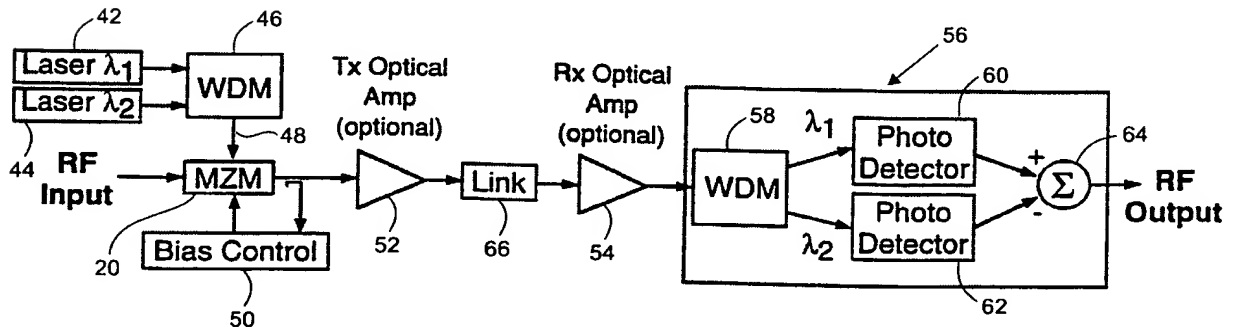 42
46
56
Laser λ1
Laser λ2
WDM
44
48
Tx Optical
Amp
(optional)
Rx Optical
Amp
(optional)
58
60
λ1
Photo
Detector
64
RF
Input
MZM
Link
WDM
+
Σ
-
RF
Output
20
Bias Control
50
52
66
54
λ2
Photo
Detector
62